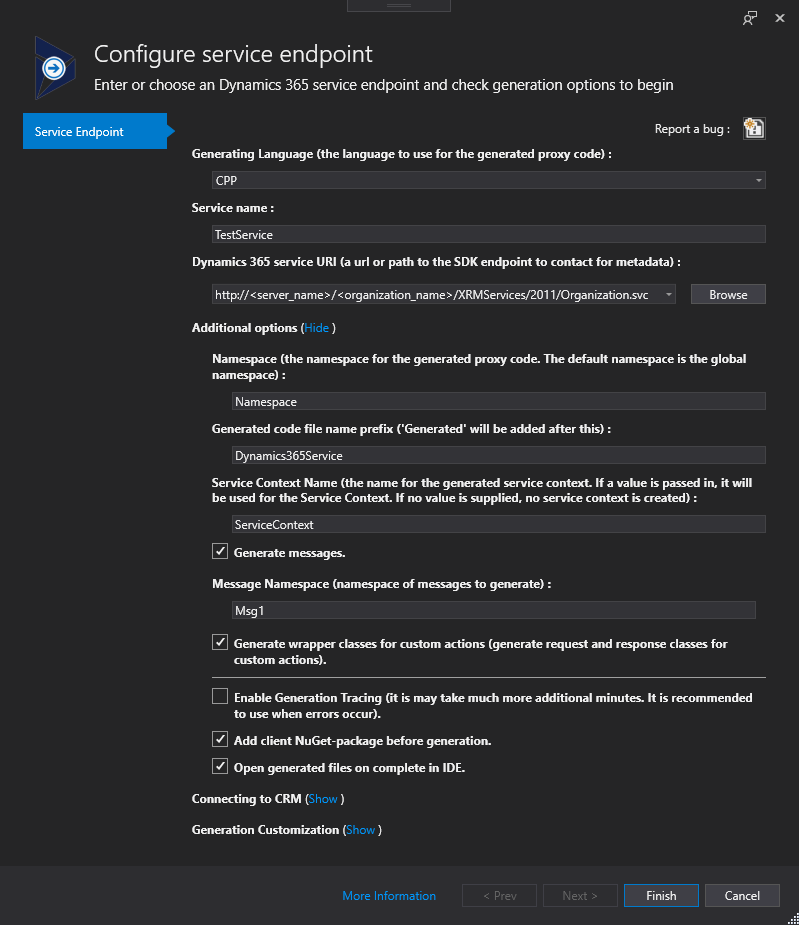 Configure service endpoint
Enter or choose an Dynamics 365 service endpoint and check generation options to begin
Service Endpoint
Report a bug :
Generating Language (the language to use for the generated proxy code) :
CPP
Service name :
TestService
Dynamics 365 service URI (a url or path to the SDK endpoint to contact for metadata) :
http://<server_name>/<organization_name>/XRMServices/2011/Organization.svc
Browse
Additional options (Hide )
Namespace (the namespace for the generated proxy code. The default namespace is the global
namespace) :
Namespace
Generated code file name prefix ('Generated' will be added after this) :
Dynamics365Service
Service Context Name (the name for the generated service context. If a value is passed in, it will
be used for the Service Context. If no value is supplied, no service context is created) :
ServiceContext
Generate messages.
Message Namespace (namespace of messages to generate) :
Msg1
Generate wrapper classes for custom actions (generate request and response classes for
custom actions).
Enable Generation Tracing (it is may take much more additional minutes. It is recommended
to use when errors occur).
Add client NuGet-package before generation.
Open generated files on complete in IDE.
Connecting to CRM (Show )
Generation Customization (Show )
More Information
< Prev
Next >
Finish
Cancel